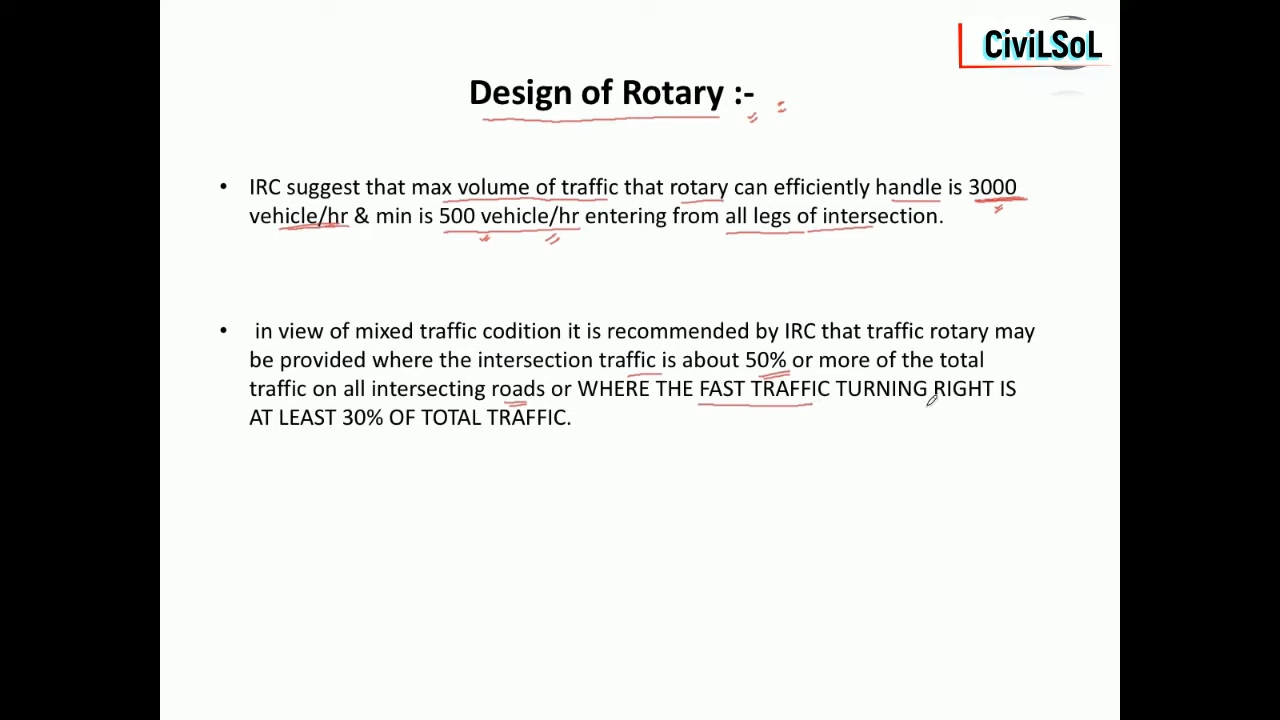 CiviLSoL
Design of Rotary :-
• IRC suggest that max volume of traffic that rotary can efficiently handle is 3000
vehicle/hr & min is 500 vehicle/hr entering from all legs of intersection.
• in view of mixed traffic codition it is recommended by IRC that traffic rotary may
be provided where the intersection traffic is about 50% or more of the total
traffic on all intersecting roads or WHERE THE FAST TRAFFIC TURNING RIGHT IS
AT LEAST 30% OF TOTAL TRAFFIC.